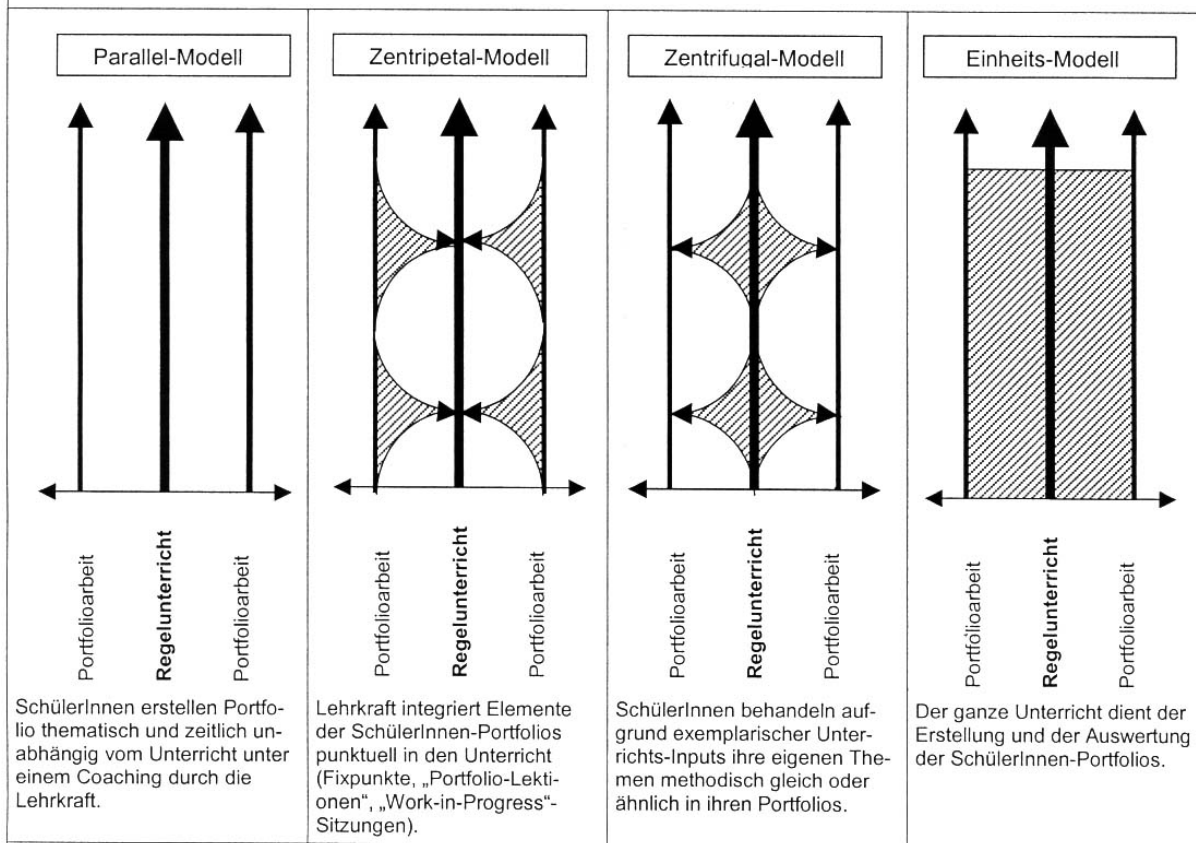 Parallel-Modell
Portfolioarbeit
Regelunterricht
Portfolioarbeit
SchülerInnen erstellen Portfo-
lio thematisch und zeitlich un-
abhängig vom Unterricht unter
einem Coaching durch die
Lehrkraft.
Zentripetal-Modell
Portfolioarbeit
Regelunterricht
Portfolioarbeit
Lehrkraft integriert Elemente
der SchülerInnen-Portfolios
punktuell in den Unterricht
(Fixpunkte, „Portfolio-Lekti-
onen“, „Work-in-Progress“-
Sitzungen).
Zentrifugal-Modell
Portfolioarbeit
Regelunterricht
Portfolioarbeit
SchülerInnen behandeln auf-
grund exemplarischer Unter-
richts-Inputs ihre eigenen The-
men methodisch gleich oder
ähnlich in ihren Portfolios.
Einheits-Modell
Portfolioarbeit
Regelunterricht
Portfolioarbeit
Der ganze Unterricht dient der
Erstellung und der Auswertung
der SchülerInnen-Portfolios.